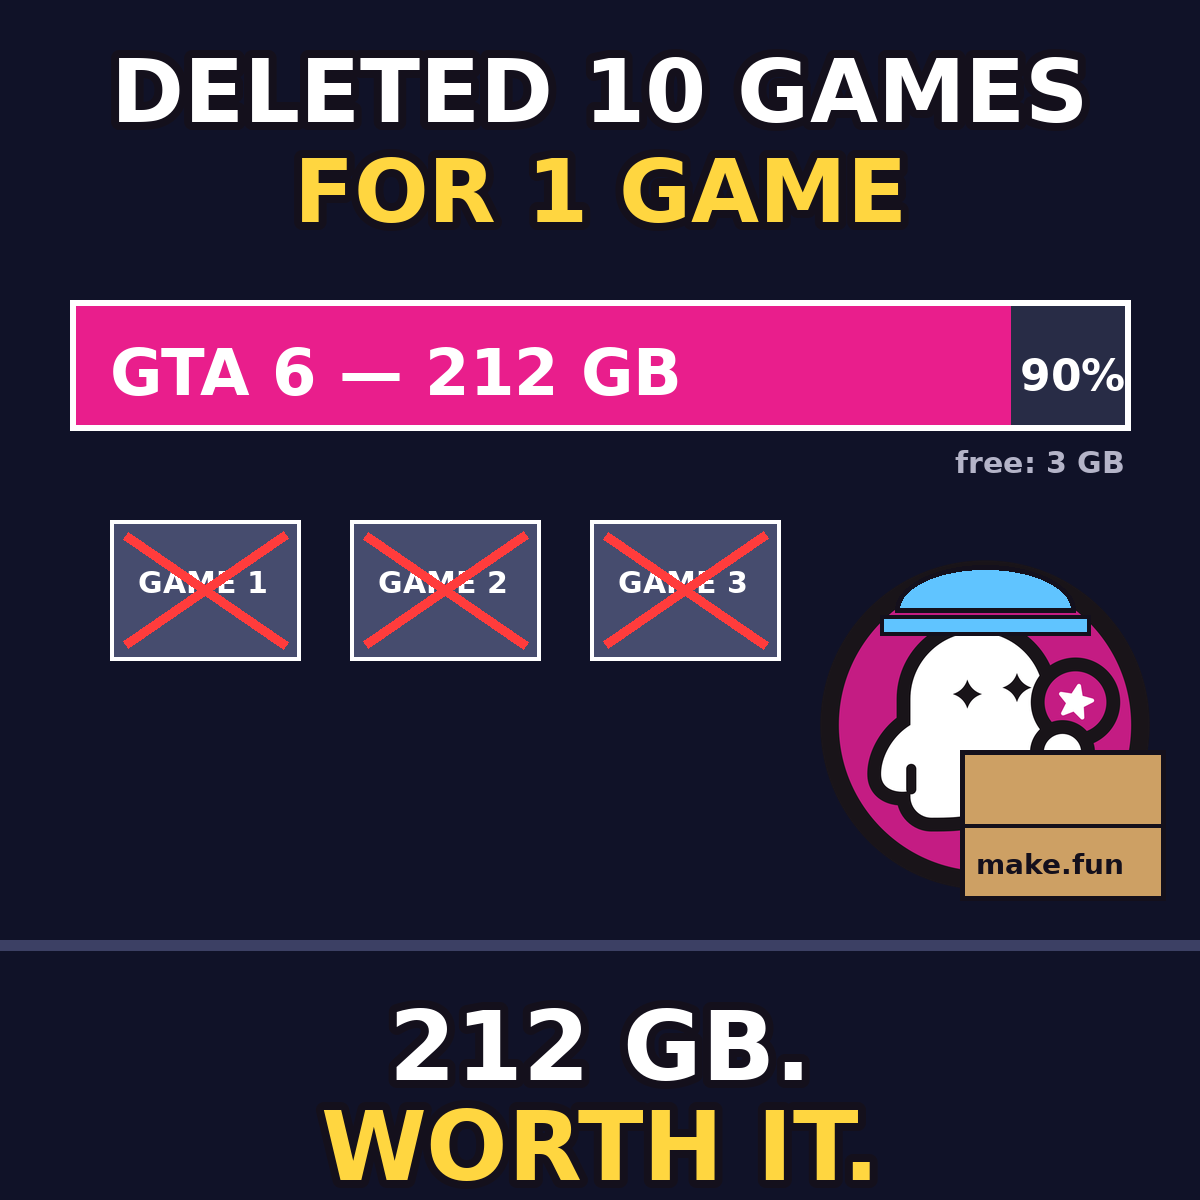 DELETED 10 GAMES
FOR 1 GAME
GTA 6 — 212 GB
90%
free: 3 GB
GAME 1
GAME 2
GAME 3
make.fun
212 GB.
WORTH IT.